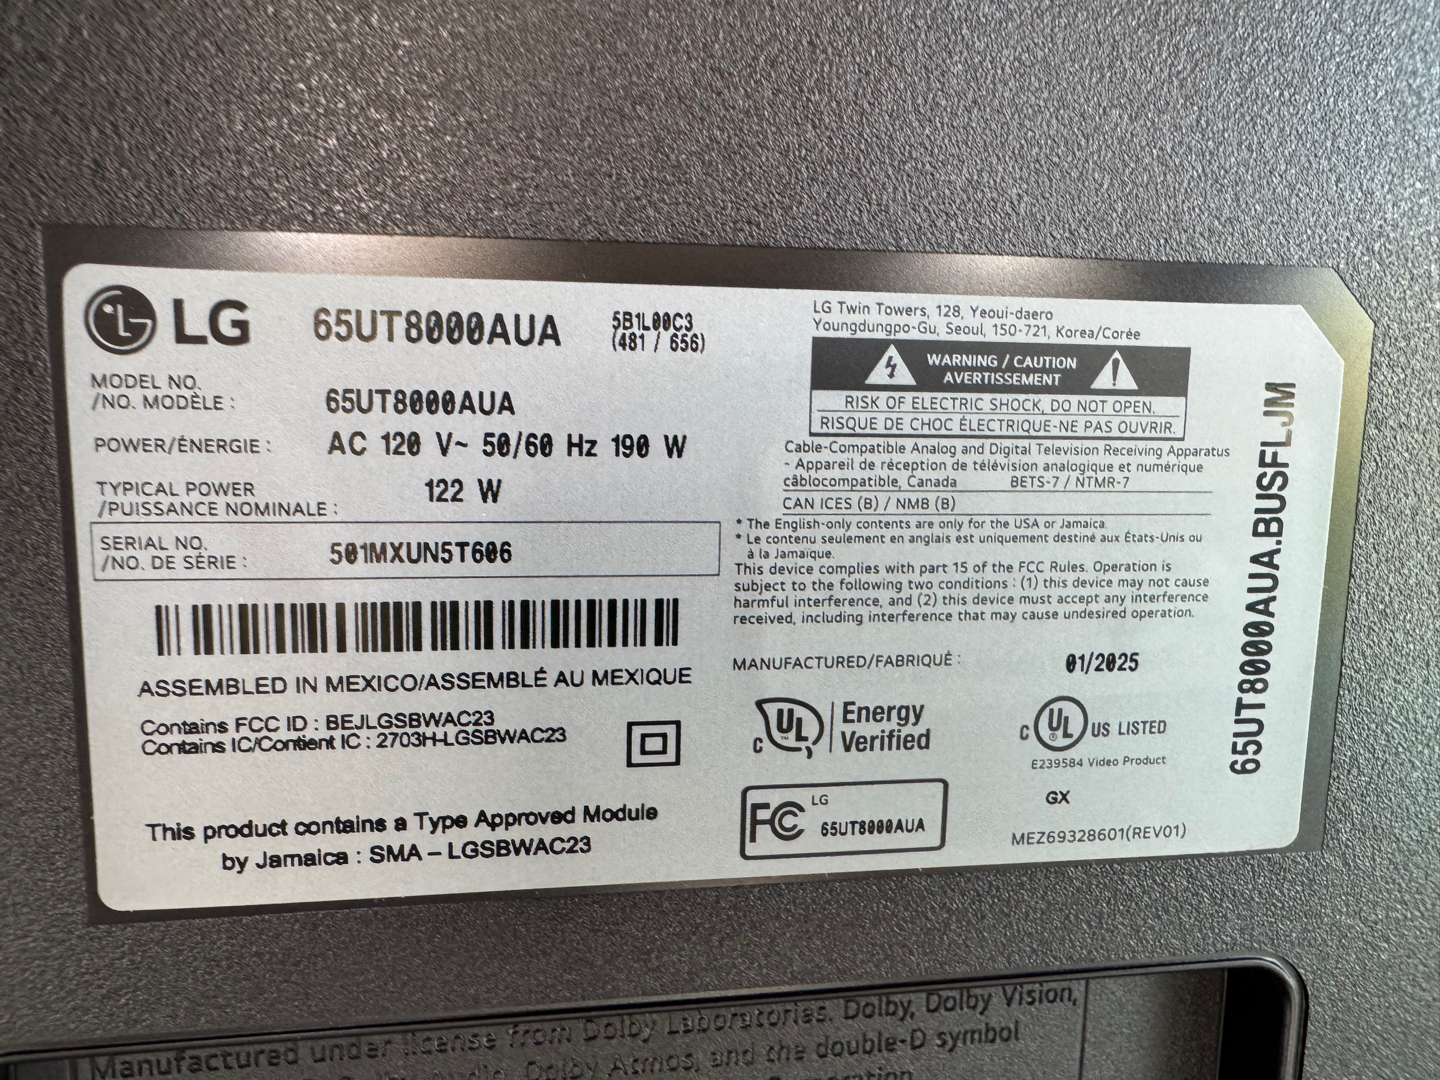 LG 65UT8000AUA 5B1L00C3
(481 / 656)
MODEL NO.
/NO. MODÈLE : 65UT8000AUA
POWER/ÉNERGIE : AC 120 V~ 50/60 Hz 190 W
TYPICAL POWER
/PUISSANCE NOMINALE : 122 W
SERIAL NO.
/NO. DE SÉRIE : 501MXUN5T606
ASSEMBLED IN MEXICO/ASSEMBLÉ AU MEXIQUE
Contains FCC ID : BEJLGSBWAC23
Contains IC/Contient IC : 2703H-LGSBWAC23
This product contains a Type Approved Module
by Jamaica : SMA – LGSBWAC23
LG Twin Towers, 128, Yeoui-daero
Youngdungpo-Gu, Seoul, 150-721, Korea/Corée
WARNING / CAUTION
AVERTISSEMENT
RISK OF ELECTRIC SHOCK, DO NOT OPEN.
RISQUE DE CHOC ÉLECTRIQUE-NE PAS OUVRIR.
Cable-Compatible Analog and Digital Television Receiving Apparatus
- Appareil de réception de télévision analogique et numérique
câblocompatible, Canada BETS-7 / NTMR-7
CAN ICES (B) / NMB (B)
* The English-only contents are only for the USA or Jamaica.
* Le contenu seulement en anglais est uniquement destiné aux États-Unis ou
à la Jamaïque.
This device complies with part 15 of the FCC Rules. Operation is
subject to the following two conditions : (1) this device may not cause
harmful interference, and (2) this device must accept any interference
received, including interference that may cause undesired operation.
MANUFACTURED/FABRIQUÉ : 01/2025
c UL ™ Energy
Verified
c UL ® US LISTED
E239584 Video Product
FC LG
65UT8000AUA
GX
MEZ69328601(REV01)
65UT8000AUA.BUSFLJM
Manufactured under license from Dolby Laboratories. Dolby, Dolby Vision,
Dolby Atmos, and the double-D symbol